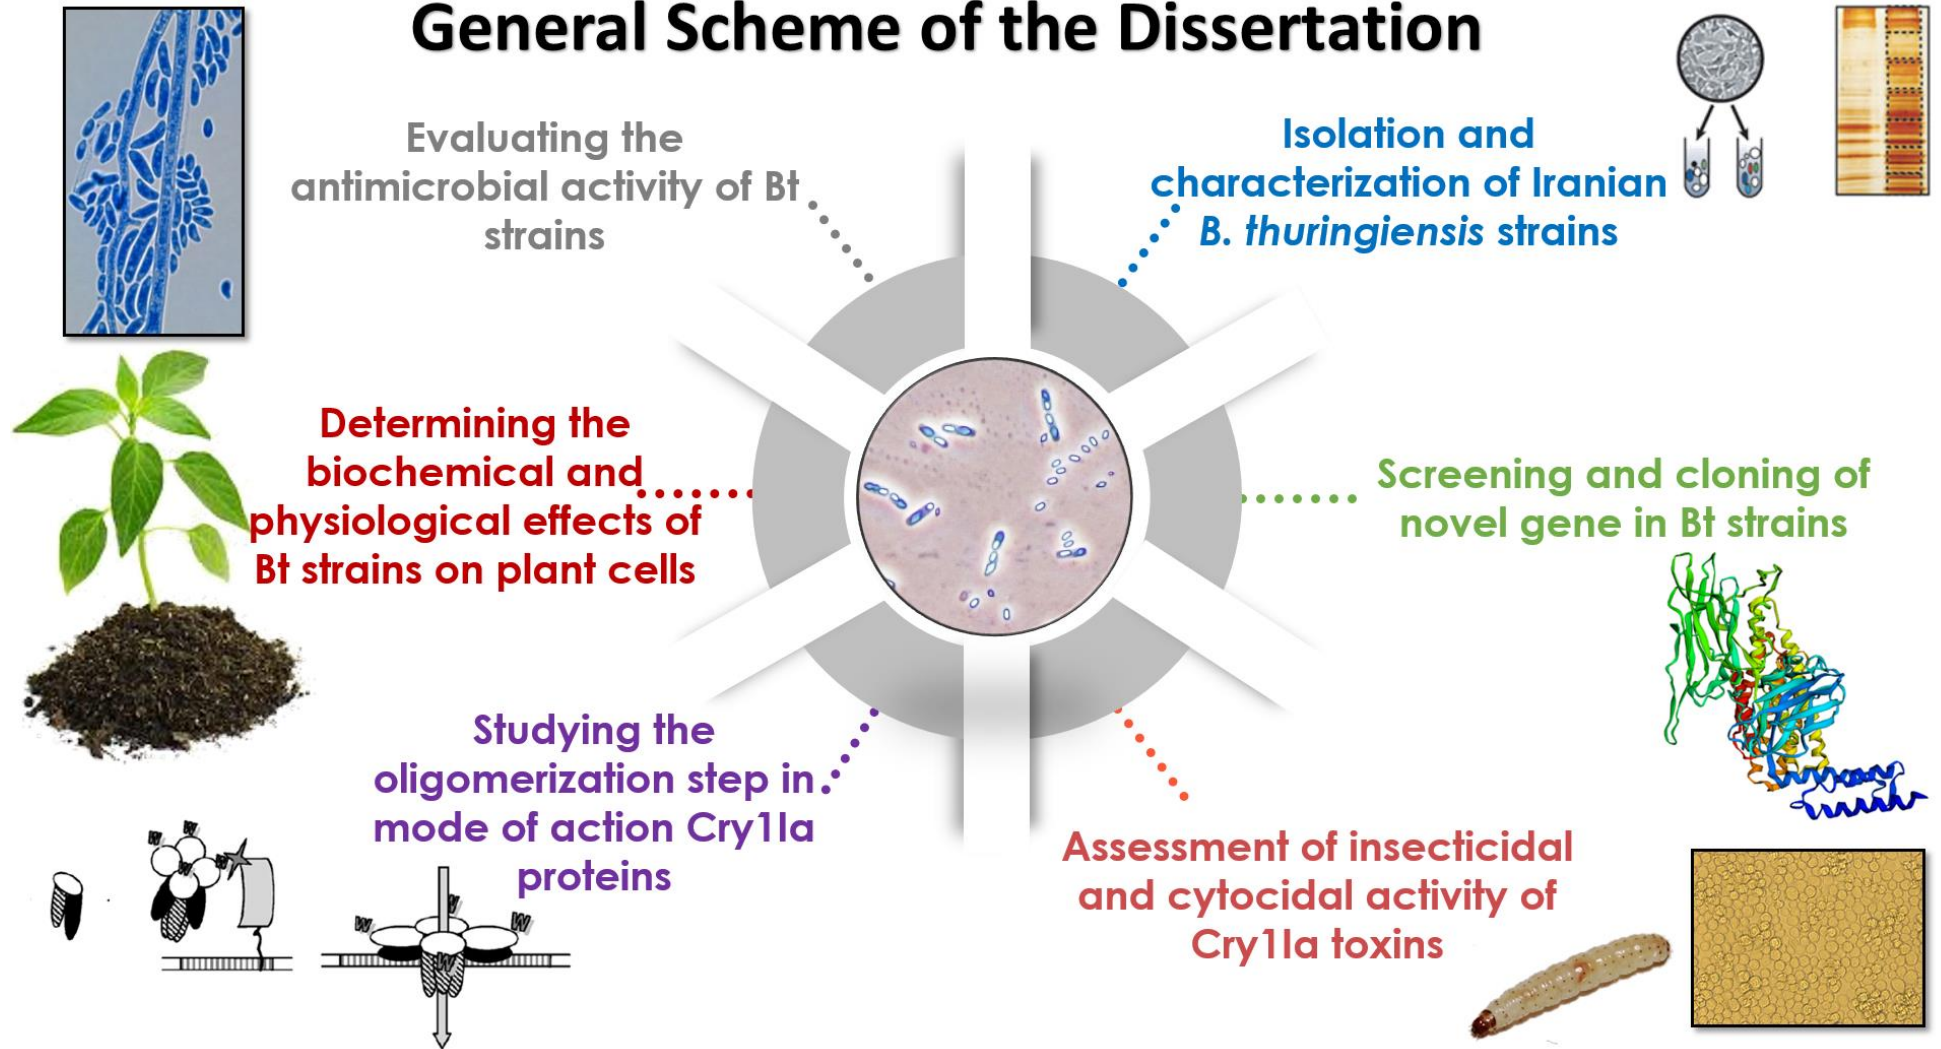 General Scheme of the Dissertation
Evaluating the
antimicrobial activity of Bt
strains
Isolation and
characterization of Iranian
B. thuringiensis strains
Determining the
biochemical and
physiological effects of
Bt strains on plant cells
Screening and cloning of
novel gene in Bt strains
Studying the
oligomerization step in
mode of action Cry1Ia
proteins
Assessment of insecticidal
and cytocidal activity of
Cry1Ia toxins
W
W
W
W
W
W
W
W